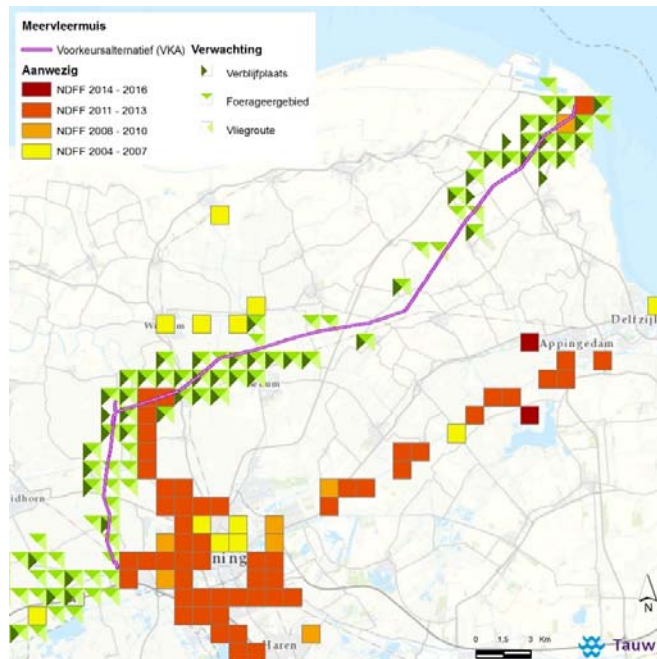 Meervleermuis
Voorkeursalternatief (VKA)
Aanwezig
NDFF 2014 - 2016
NDFF 2011 - 2013
NDFF 2008 - 2010
NDFF 2004 - 2007
Verwachting
Verblijfplaats
Foerageergebied
Vliegroute
Delfzijl
Appingedam
Haren
N
0 1,5 3 Km
Tauw